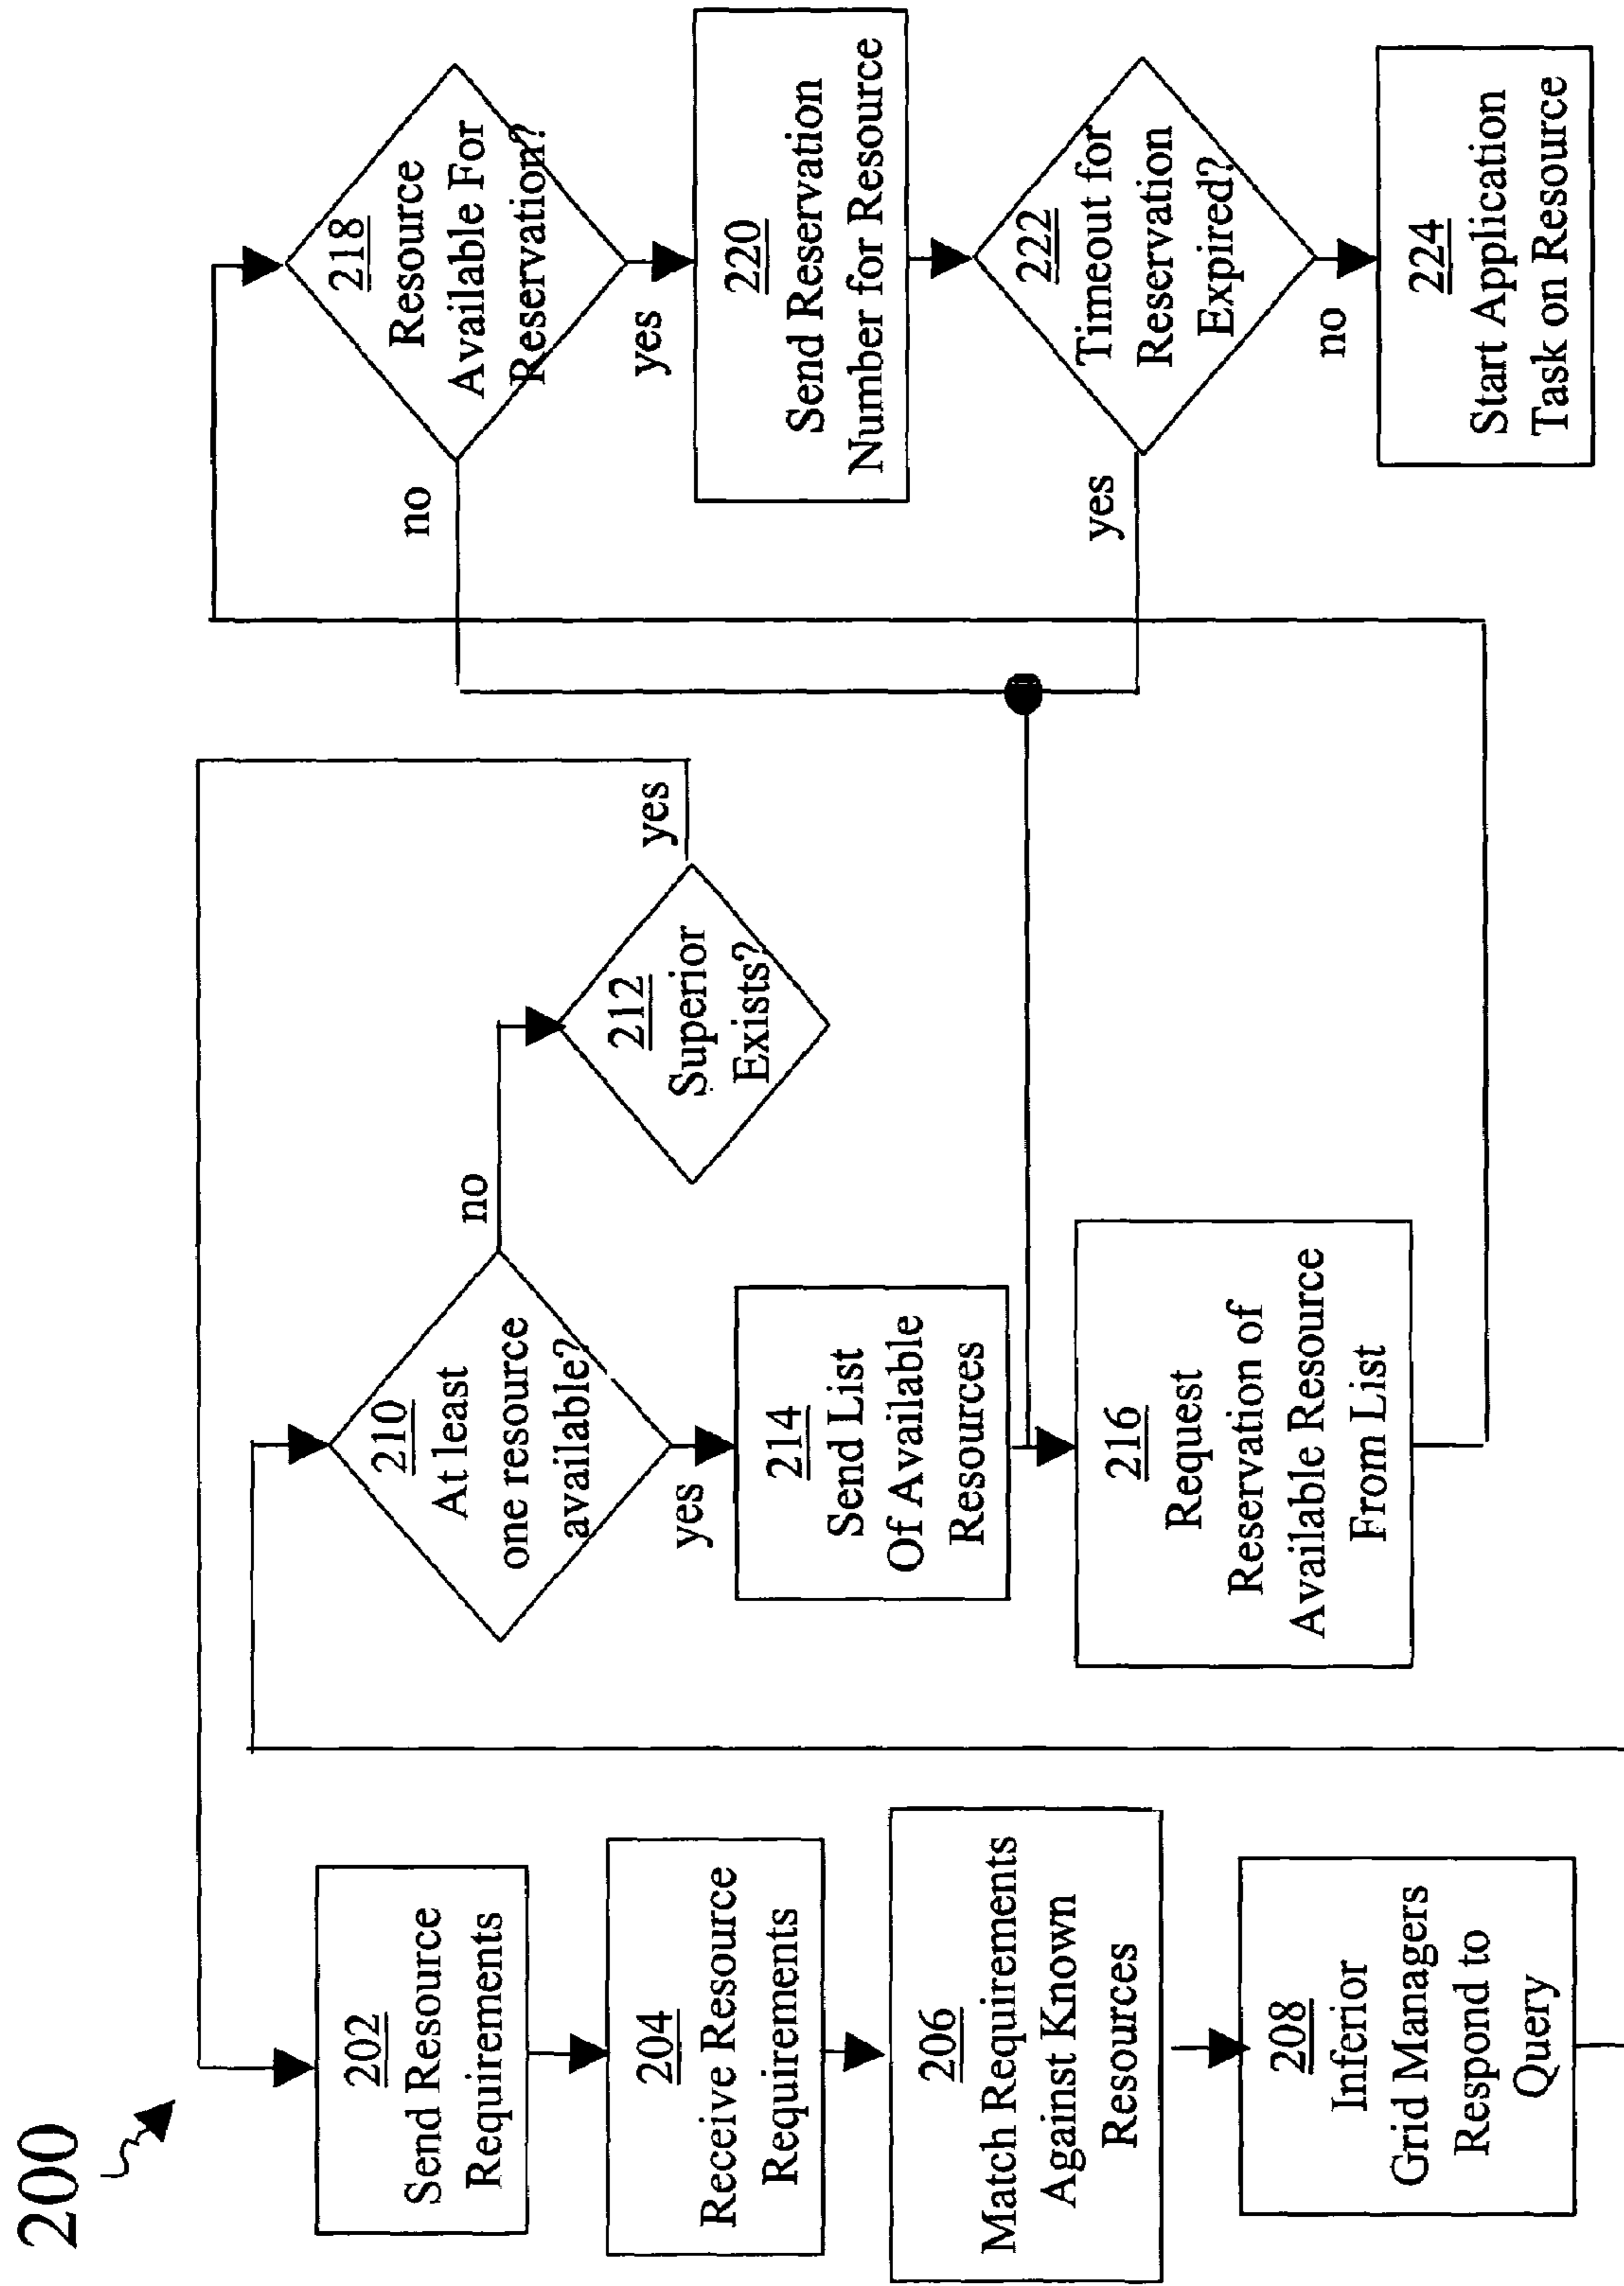 200
202
Send Resource
Requirements
204
Receive Resource
Requirements
206
Match Requirements
Against Known
Resources
208
Inferior
Grid Managers
Respond to
Query
210
At least
one resource
available?
no
yes
212
Superior
Exists?
yes
214
Send List
Of Available
Resources
216
Request
Reservation of
Available Resource
From List
218
Resource
Available For
Reservation?
no
yes
220
Send Reservation
Number for Resource
222
Timeout for
Reservation
Expired?
yes
no
224
Start Application
Task on Resource